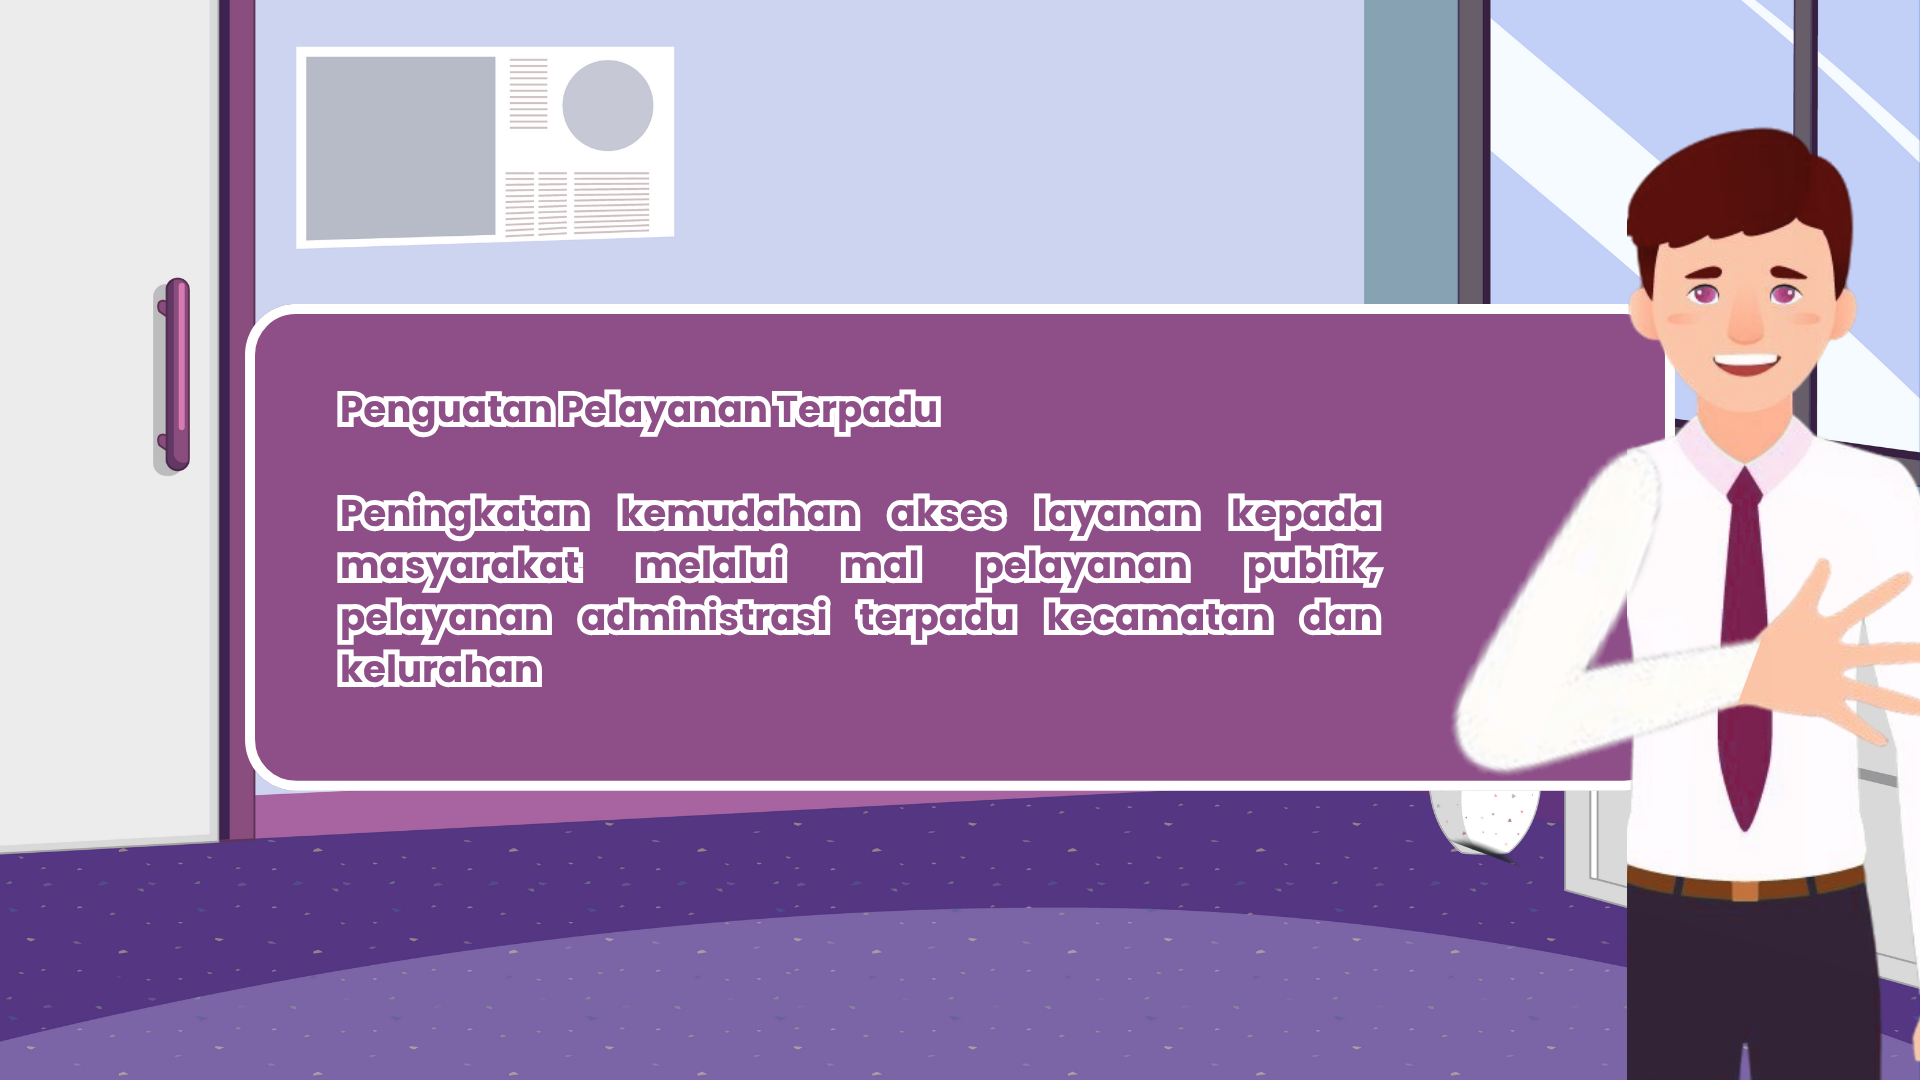 Penguatan Pelayanan Terpadu
Peningkatan kemudahan akses layanan kepada
masyarakat melalui mal pelayanan publik,
pelayanan administrasi terpadu kecamatan dan
kelurahan